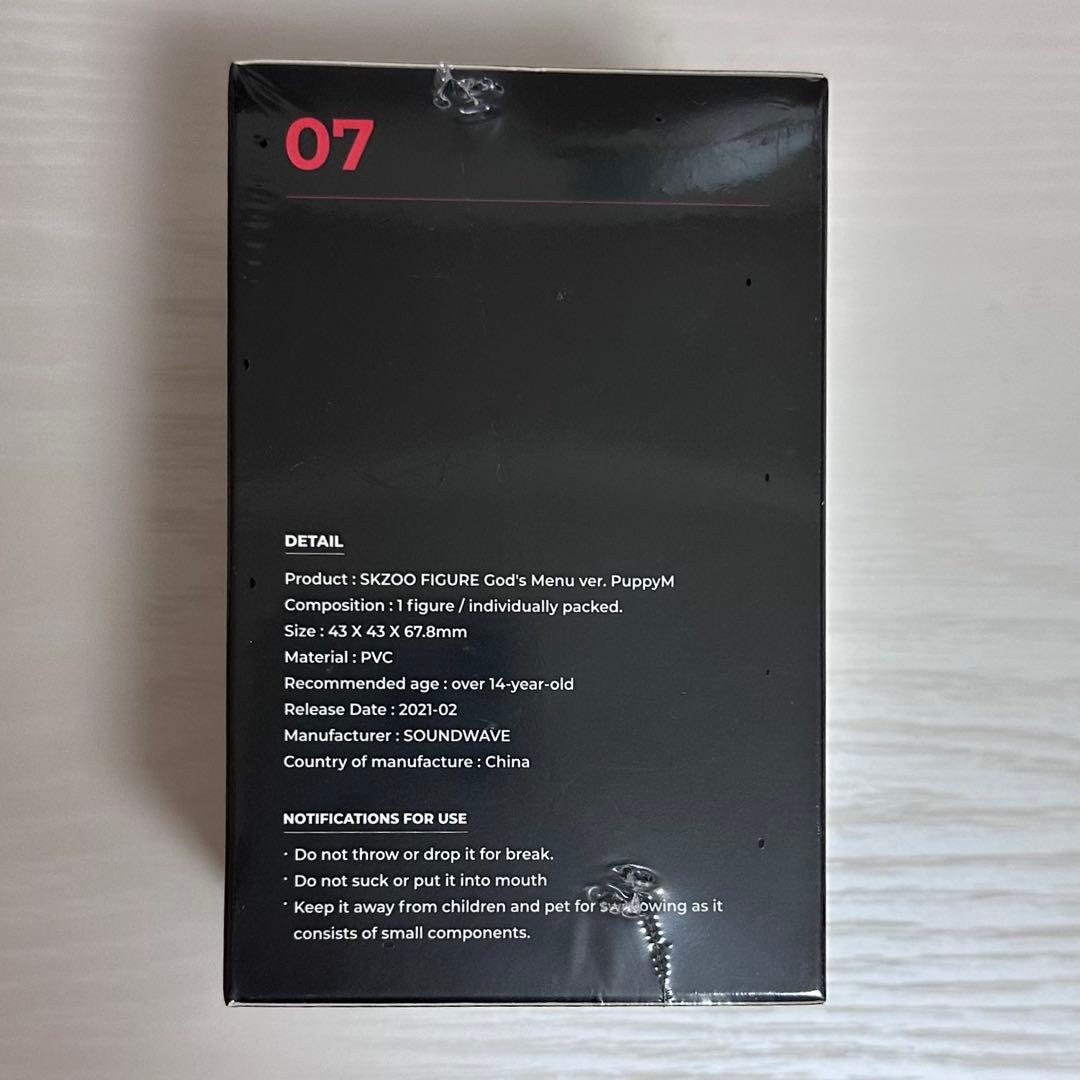 07
DETAIL
Product : SKZOO FIGURE God's Menu ver. PuppyM
Composition : 1 figure / individually packed.
Size : 43 X 43 X 67.8mm
Material : PVC
Recommended age : over 14-year-old
Release Date : 2021-02
Manufacturer : SOUNDWAVE
Country of manufacture : China
NOTIFICATIONS FOR USE
· Do not throw or drop it for break.
· Do not suck or put it into mouth
· Keep it away from children and pet for swallowing as it
consists of small components.